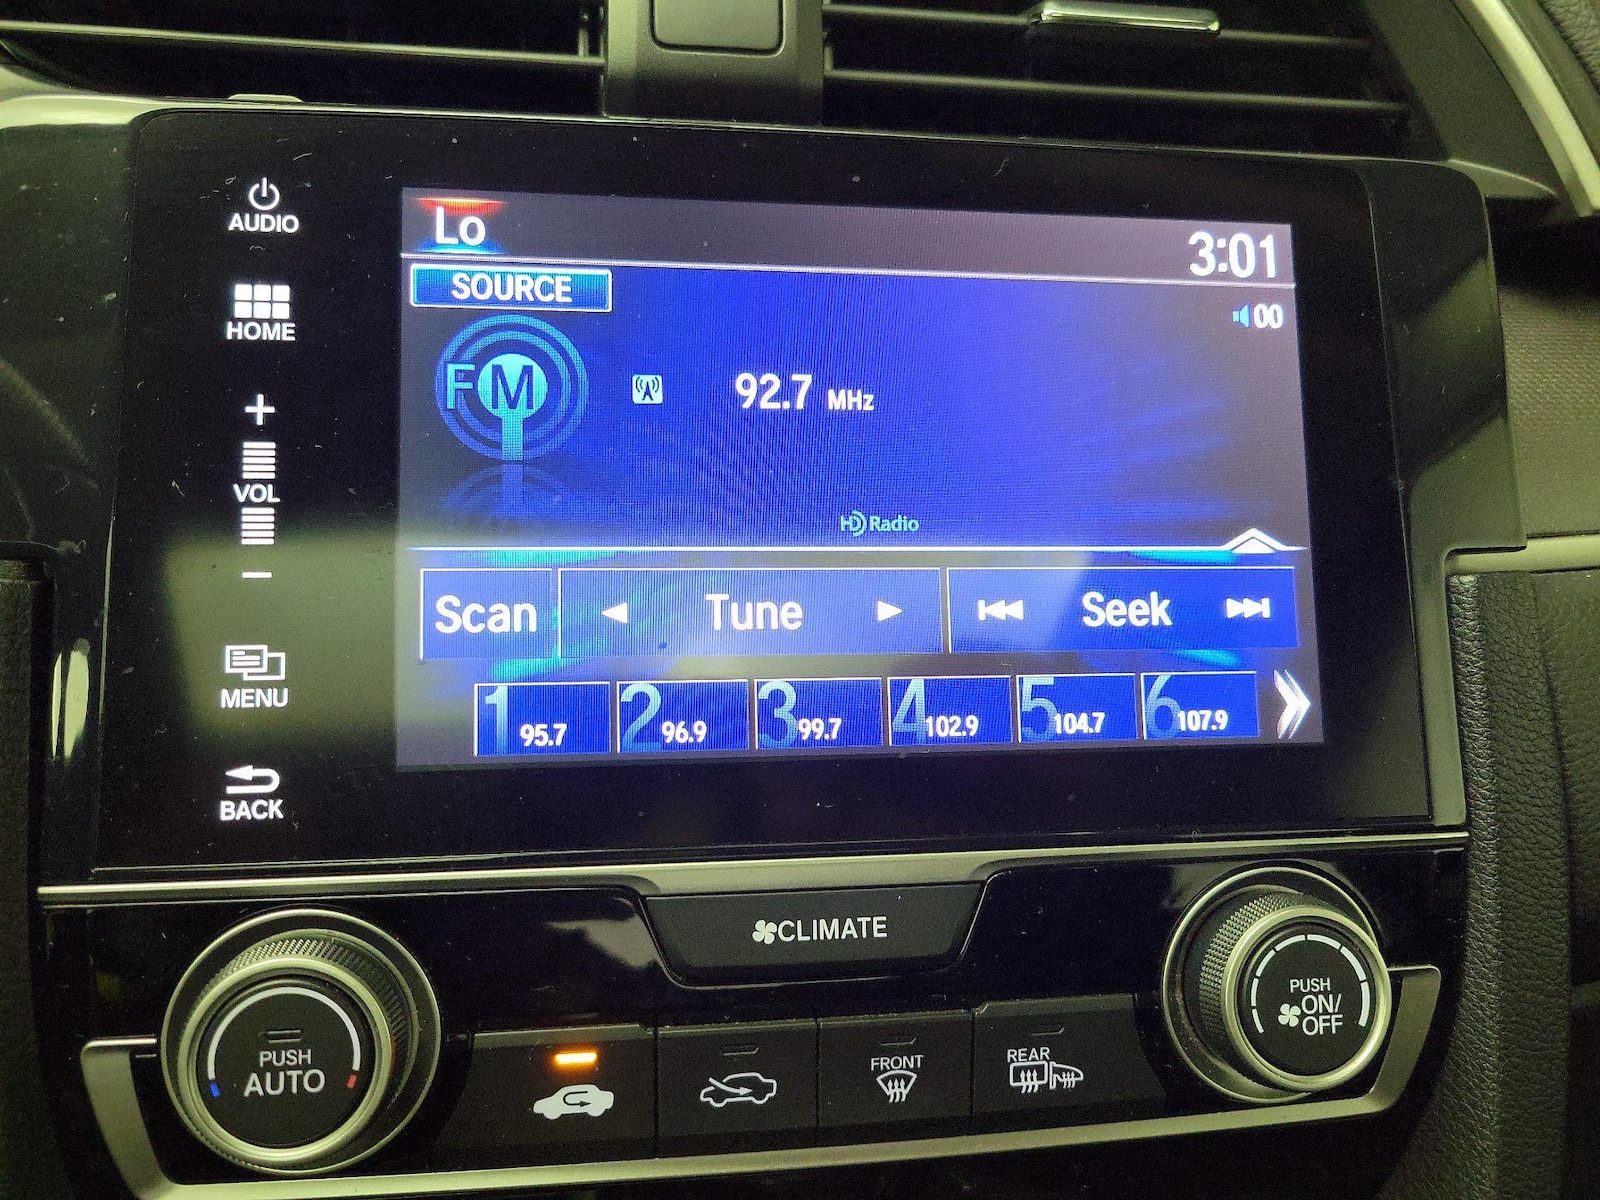 AUDIO
HOME
+
VOL
−
MENU
BACK
Lo
3:01
SOURCE
00
FM
92.7 MHz
HD Radio
Scan
Tune
Seek
1 95.7
2 96.9
3 99.7
4 102.9
5 104.7
6 107.9
CLIMATE
PUSH
AUTO
FRONT
REAR
PUSH
ON/
OFF